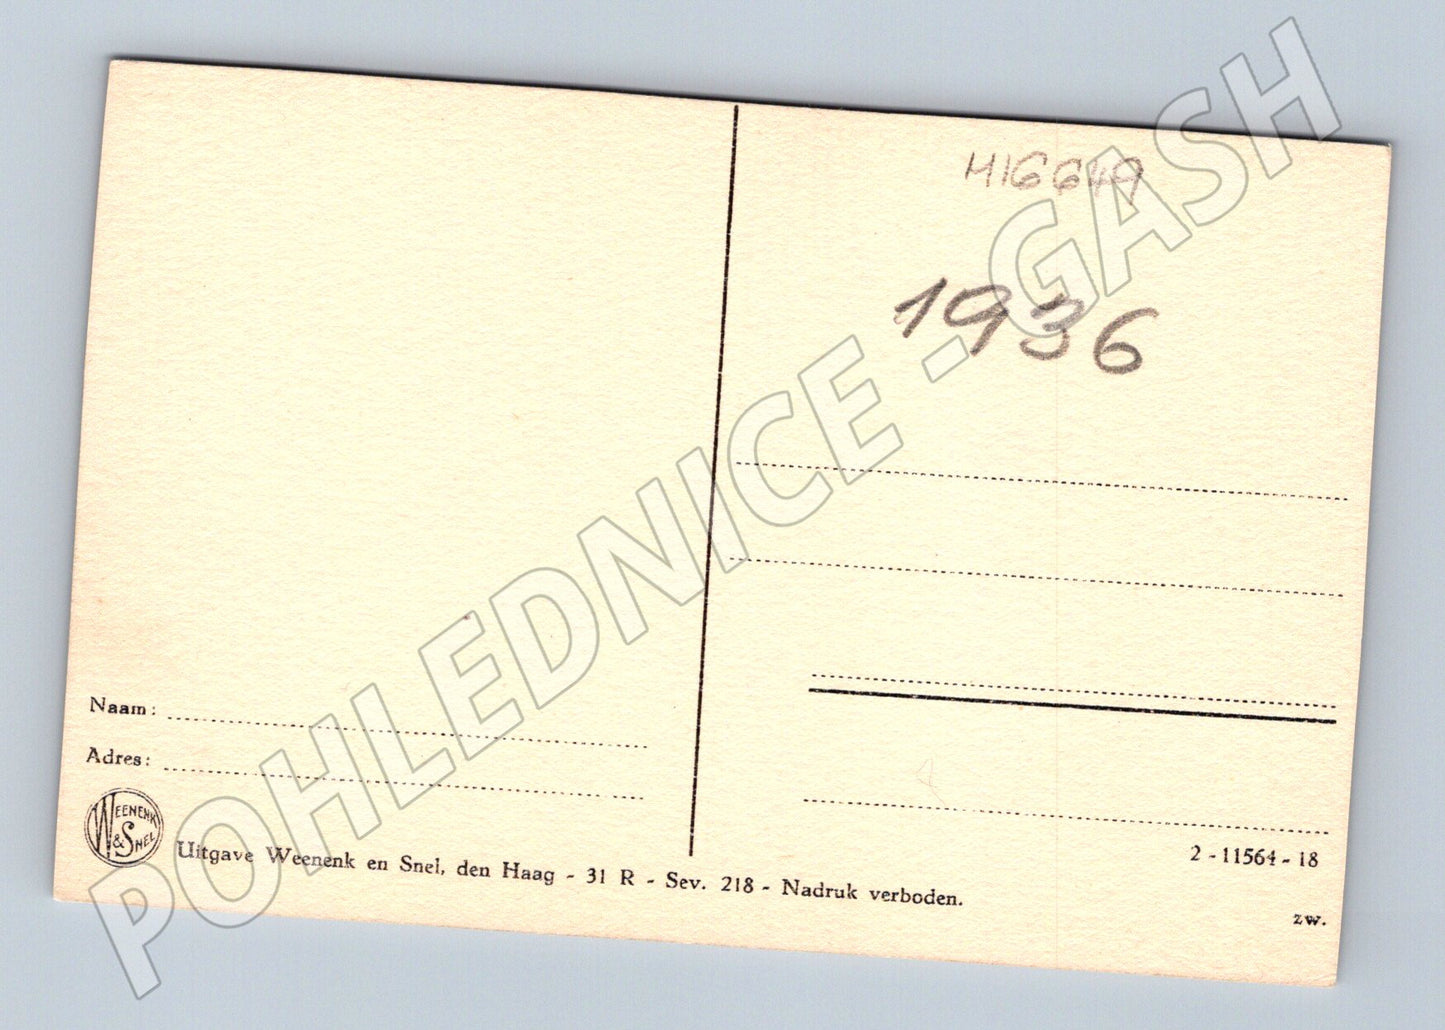 H16649
1936
Naam:
Adres:
WEENENK & SNEL
Uitgave Weenenk en Snel, den Haag - 31 R - Sev. 218 - Nadruk verboden.
2 - 11564 - 18
zw.
POHLEDNICE - GASH